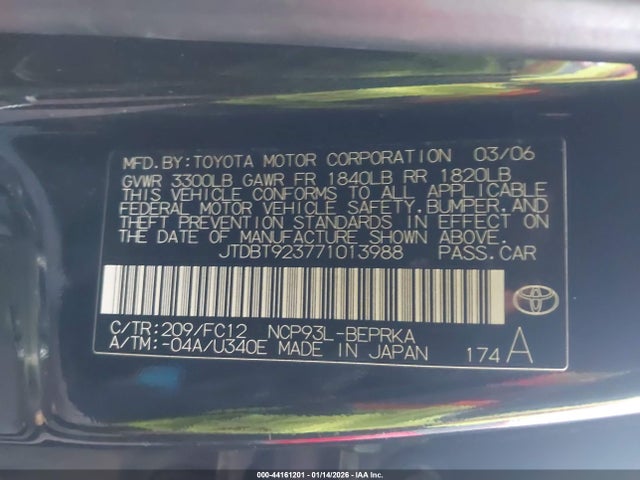 MFD. BY: TOYOTA MOTOR CORPORATION 03/06
GVWR 3300LB GAWR FR 1840LB RR 1820LB
THIS VEHICLE CONFORMS TO ALL APPLICABLE
FEDERAL MOTOR VEHICLE SAFETY, BUMPER, AND
THEFT PREVENTION STANDARDS IN EFFECT ON
THE DATE OF MANUFACTURE SHOWN ABOVE.
JTDBT923771013988 PASS. CAR
C/TR: 209/FC12 NCP93L-BEPRKA
A/TM: -04A/U340E MADE IN JAPAN 174 A
000-44161201 - 01/14/2026 - IAA Inc.